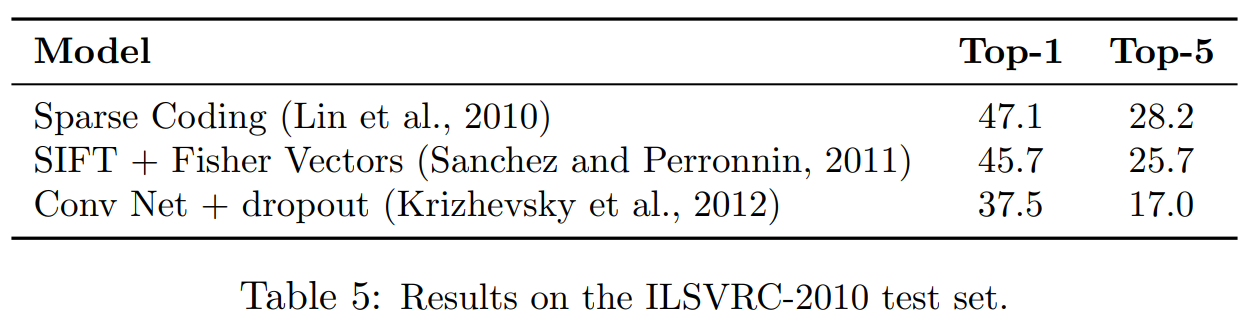 Model Top-1 Top-5
Sparse Coding (Lin et al., 2010) 47.1 28.2
SIFT + Fisher Vectors (Sanchez and Perronnin, 2011) 45.7 25.7
Conv Net + dropout (Krizhevsky et al., 2012) 37.5 17.0
Table 5: Results on the ILSVRC-2010 test set.